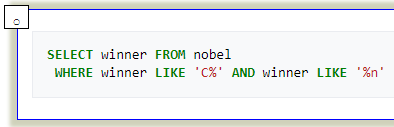 SELECT winner FROM nobel
WHERE winner LIKE 'C%' AND winner LIKE '%n'